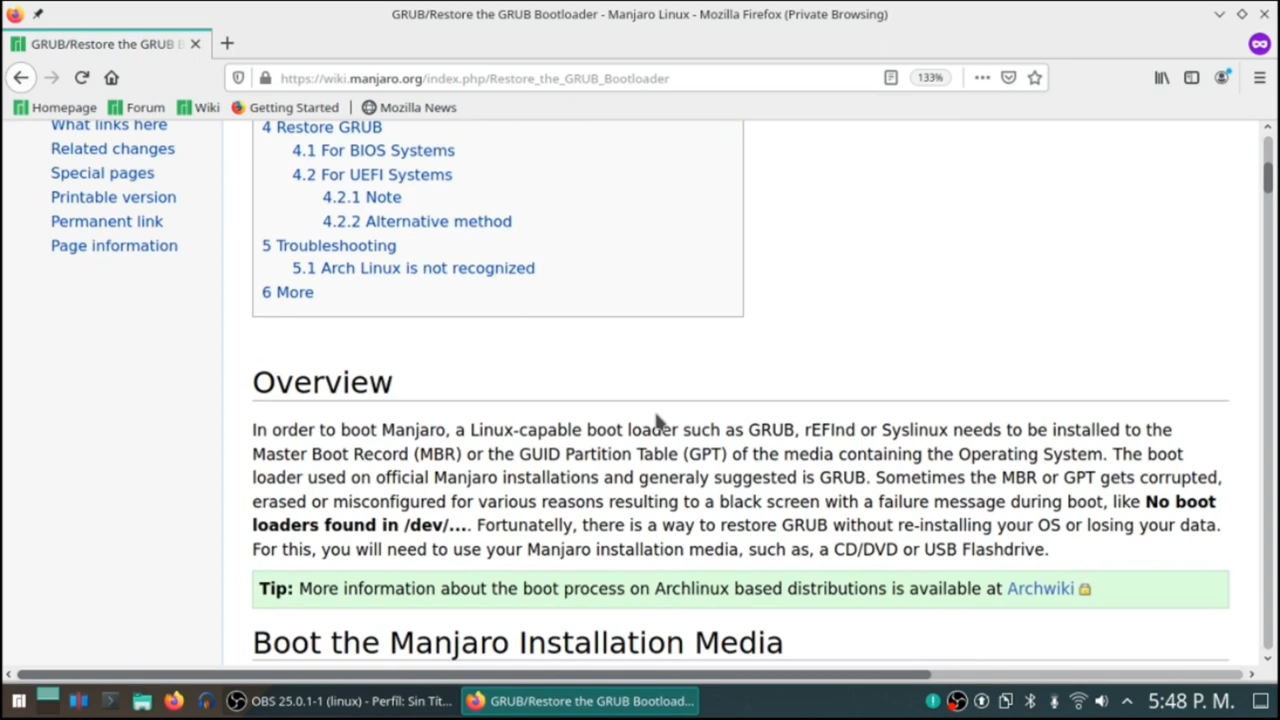 GRUB/Restore the GRUB Bootloader - Manjaro Linux - Mozilla Firefox (Private Browsing)
GRUB/Restore the GRUB B
https://wiki.manjaro.org/index.php/Restore_the_GRUB_Bootloader
133%
Homepage Forum Wiki Getting Started Mozilla News
What links here
Related changes
Special pages
Printable version
Permanent link
Page information
4 Restore GRUB
4.1 For BIOS Systems
4.2 For UEFI Systems
4.2.1 Note
4.2.2 Alternative method
5 Troubleshooting
5.1 Arch Linux is not recognized
6 More
Overview
In order to boot Manjaro, a Linux-capable boot loader such as GRUB, rEFInd or Syslinux needs to be installed to the
Master Boot Record (MBR) or the GUID Partition Table (GPT) of the media containing the Operating System. The boot
loader used on official Manjaro installations and generaly suggested is GRUB. Sometimes the MBR or GPT gets corrupted,
erased or misconfigured for various reasons resulting to a black screen with a failure message during boot, like No boot
loaders found in /dev/.... Fortunatelly, there is a way to restore GRUB without re-installing your OS or losing your data.
For this, you will need to use your Manjaro installation media, such as, a CD/DVD or USB Flashdrive.
Tip: More information about the boot process on Archlinux based distributions is available at Archwiki
Boot the Manjaro Installation Media
OBS 25.0.1-1 (linux) - Perfil: Sin Tít... GRUB/Restore the GRUB Bootload... 5:48 P. M.